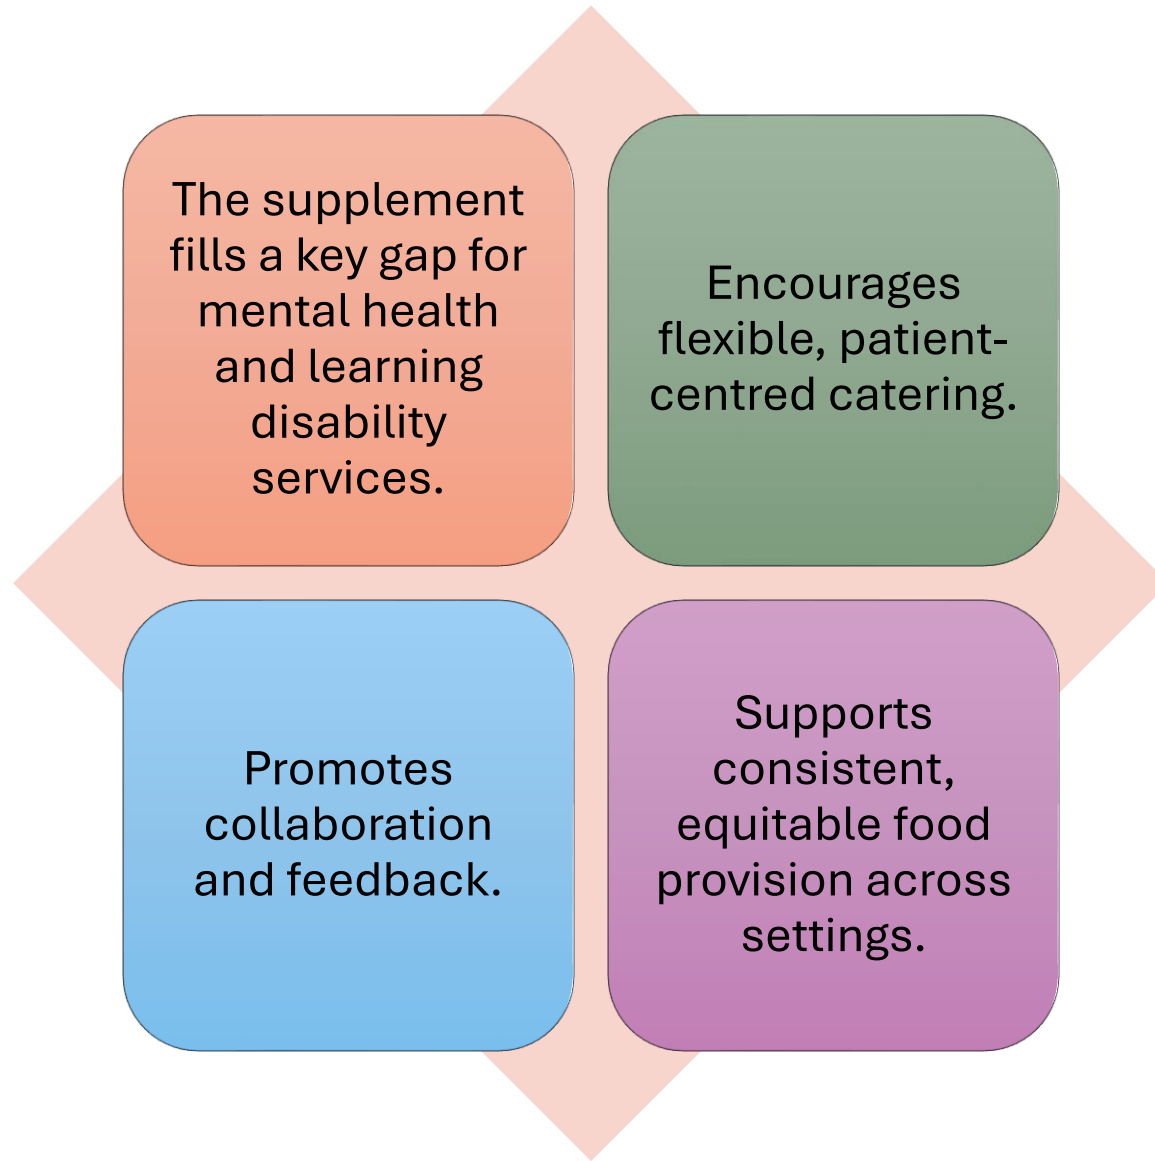 The supplement
fills a key gap for
mental health
and learning
disability
services.
Encourages
flexible, patient-
centred catering.
Promotes
collaboration
and feedback.
Supports
consistent,
equitable food
provision across
settings.